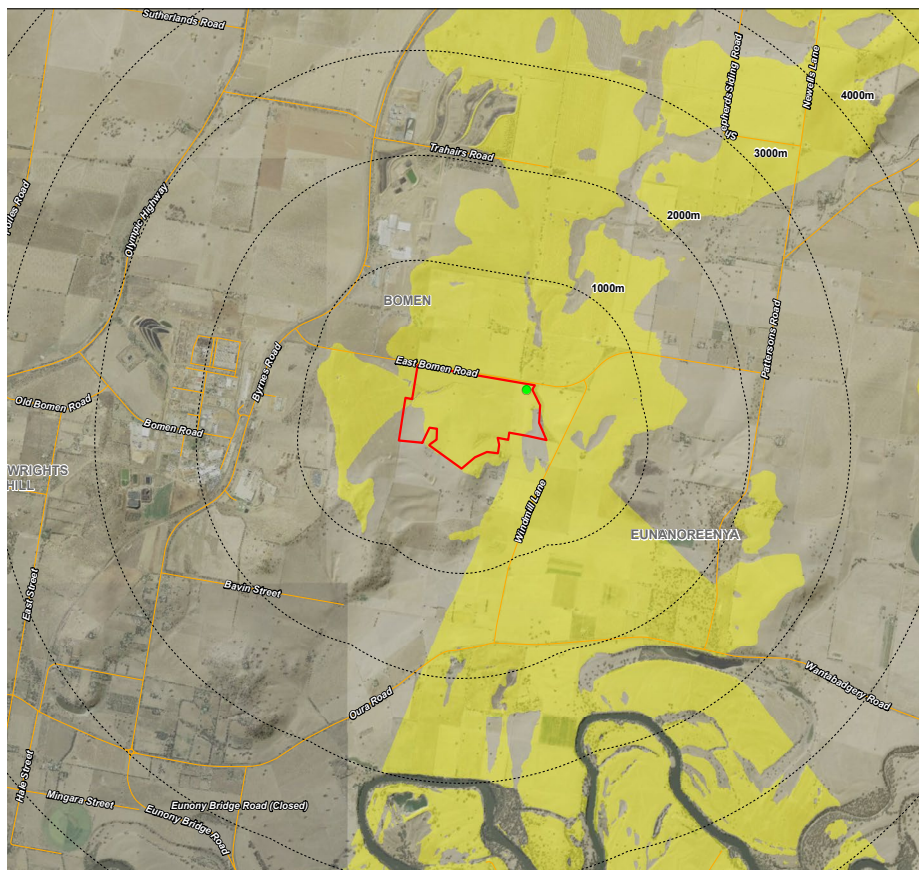 Sutherlands Road
Shepherds Siding Road
Newells Lane
4000m
Trahairs Road
3000m
Olympic Highway
2000m
1000m
BOMEN
Pattersons Road
East Bomen Road
Byrnes Road
Old Bomen Road
Bomen Road
WRIGHTS
HILL
Windmill Lane
EUNANOREENYA
East Street
Bavin Street
Oura Road
Wantabadgery Road
Hale Street
Mingara Street
Eunony Bridge Road (Closed)
Eunony Bridge Road